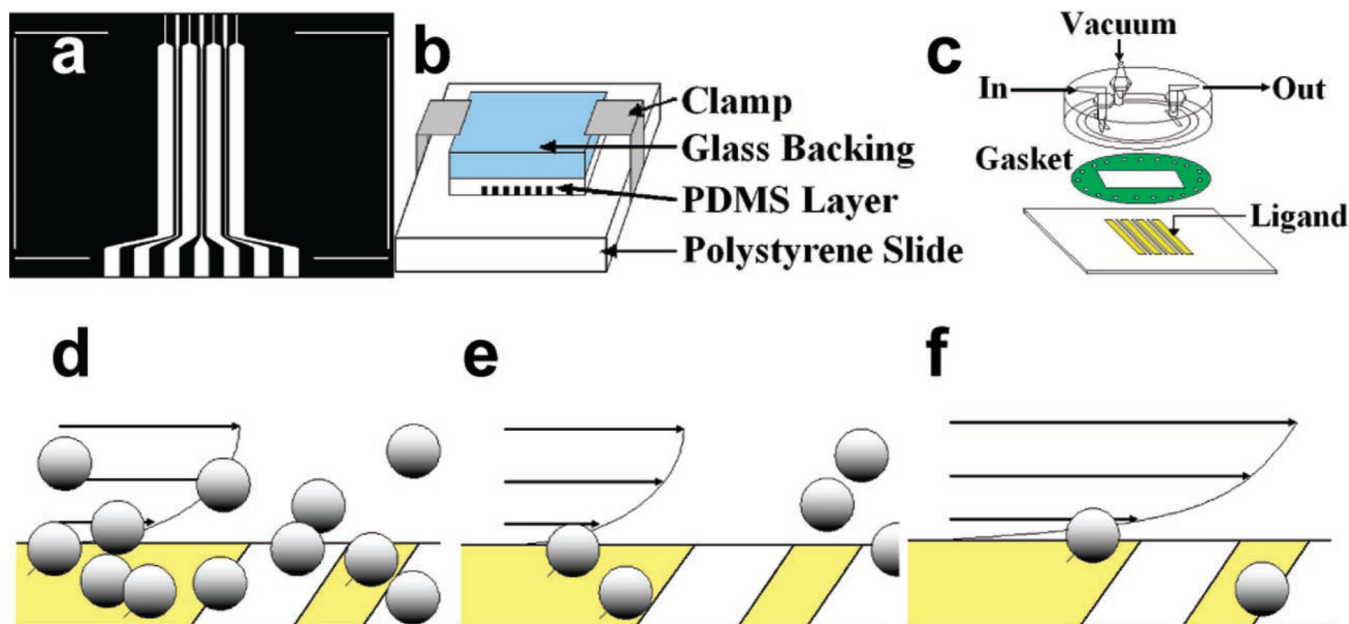 a
b
Clamp
Glass Backing
PDMS Layer
Polystyrene Slide
c
Vacuum
In
Out
Gasket
Ligand
d
e
f